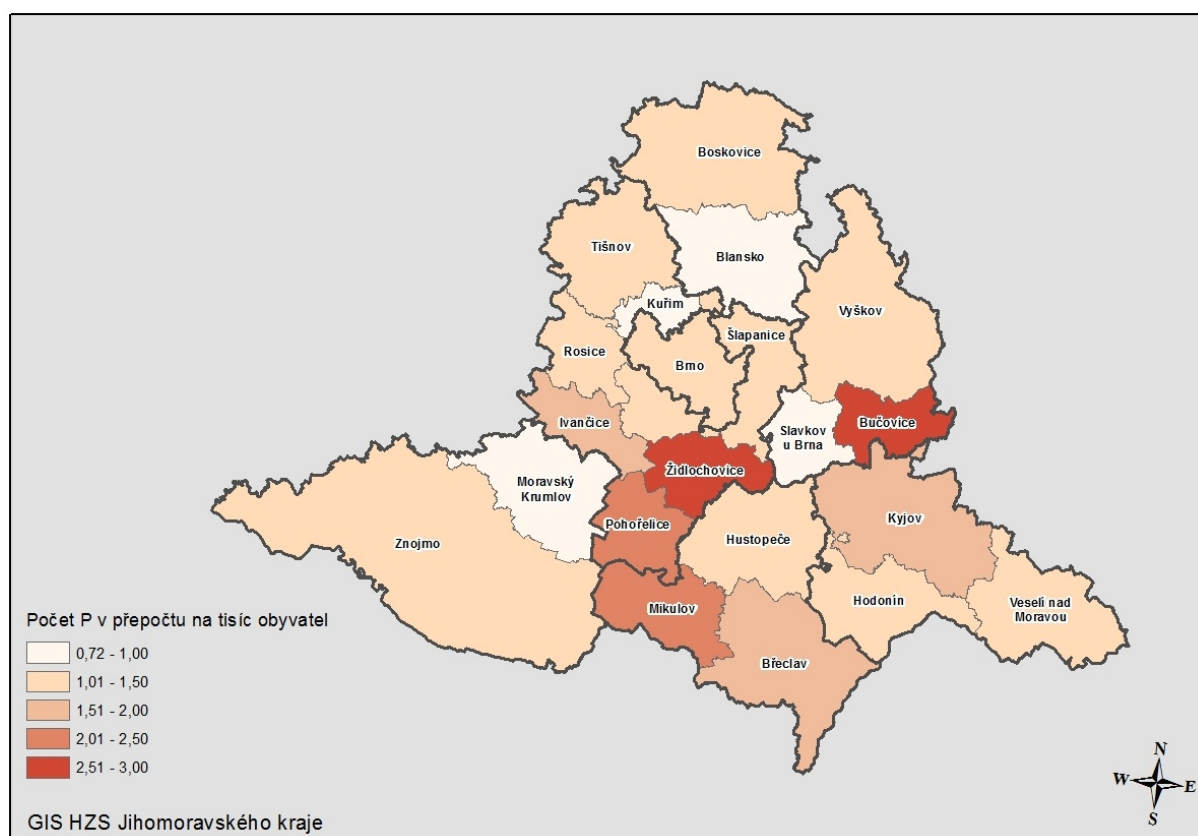 Boskovice
Tišnov
Blansko
Kuřim
Vyškov
Šlapanice
Rosice
Brno
Ivančice
Slavkov
u Brna
Bučovice
Židlochovice
Moravský
Krumlov
Pohořelice
Kyjov
Znojmo
Hustopeče
Mikulov
Hodonín
Veselí nad
Moravou
Břeclav
Počet P v přepočtu na tisíc obyvatel
0,72 - 1,00
1,01 - 1,50
1,51 - 2,00
2,01 - 2,50
2,51 - 3,00
N
W E
S
GIS HZS Jihomoravského kraje